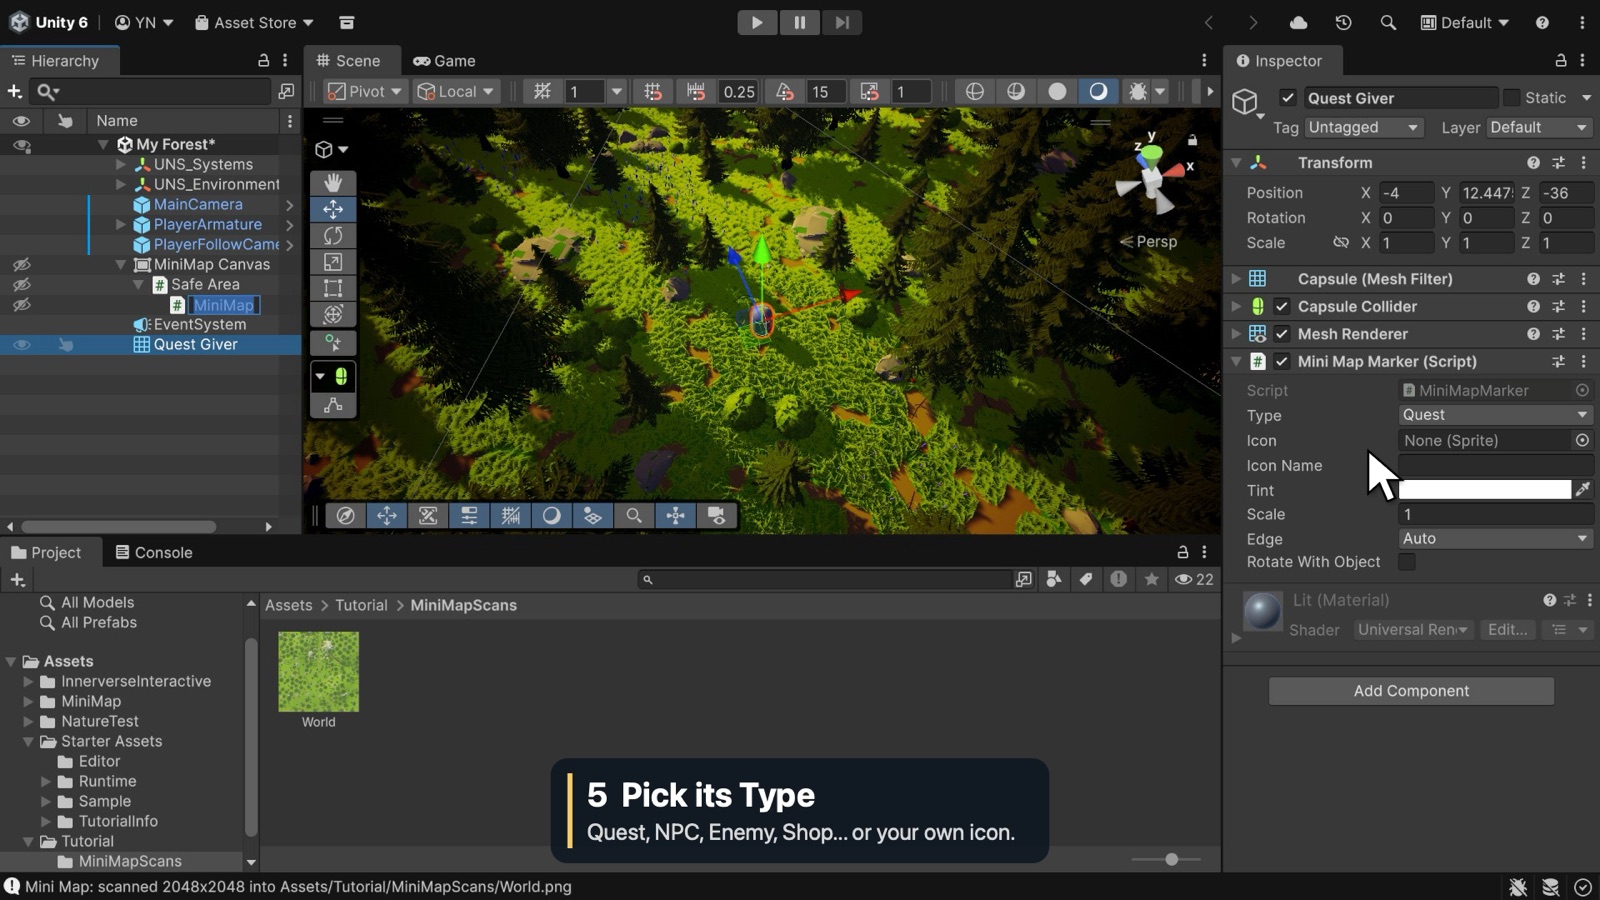 Unity 6
YN
Asset Store
Default
Hierarchy
Name
My Forest*
UNS_Systems
UNS_Environment
MainCamera
PlayerArmature
PlayerFollowCame
MiniMap Canvas
Safe Area
MiniMap
EventSystem
Quest Giver
Scene
Game
Pivot
Local
1
0.25
15
1
y
z
x
Persp
Inspector
Quest Giver
Static
Tag Untagged Layer Default
Transform
Position X -4 Y 12.447 Z -36
Rotation X 0 Y 0 Z 0
Scale X 1 Y 1 Z 1
Capsule (Mesh Filter)
Capsule Collider
Mesh Renderer
Mini Map Marker (Script)
Script MiniMapMarker
Type Quest
Icon None (Sprite)
Icon Name
Tint
Scale 1
Edge Auto
Rotate With Object
Lit (Material)
Shader Universal Ren Edit...
Add Component
Project
Console
22
All Models
All Prefabs
Assets
InnerverseInteractive
MiniMap
NatureTest
Starter Assets
Editor
Runtime
Sample
TutorialInfo
Tutorial
MiniMapScans
Assets > Tutorial > MiniMapScans
World
5 Pick its Type
Quest, NPC, Enemy, Shop... or your own icon.
Mini Map: scanned 2048x2048 into Assets/Tutorial/MiniMapScans/World.png